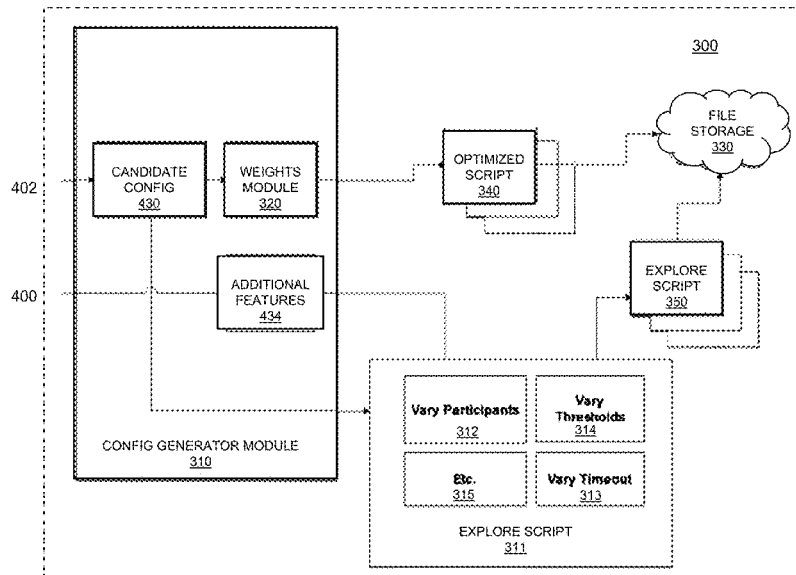 300
FILE
STORAGE
330
OPTIMIZED
SCRIPT
340
402
CANDIDATE
CONFIG
430
WEIGHTS
MODULE
320
EXPLORE
SCRIPT
350
400
ADDITIONAL
FEATURES
434
Vary Participants
312
Vary
Thresholds
314
CONFIG GENERATOR MODULE
310
Etc.
315
Vary Timeout
313
EXPLORE SCRIPT
311